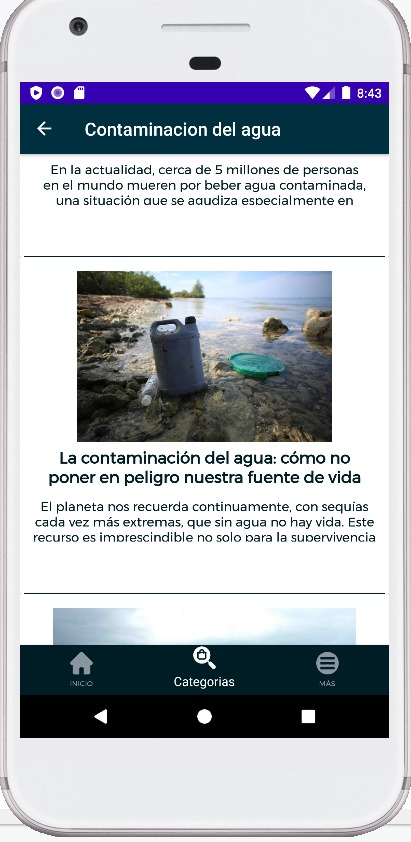 8:43
Contaminacion del agua
En la actualidad, cerca de 5 millones de personas
en el mundo mueren por beber agua contaminada,
una situación que se agudiza especialmente en
La contaminación del agua: cómo no
poner en peligro nuestra fuente de vida
El planeta nos recuerda continuamente, con sequías
cada vez más extremas, que sin agua no hay vida. Este
recurso es imprescindible no solo para la supervivencia
INICIO
Categorias
MÁS